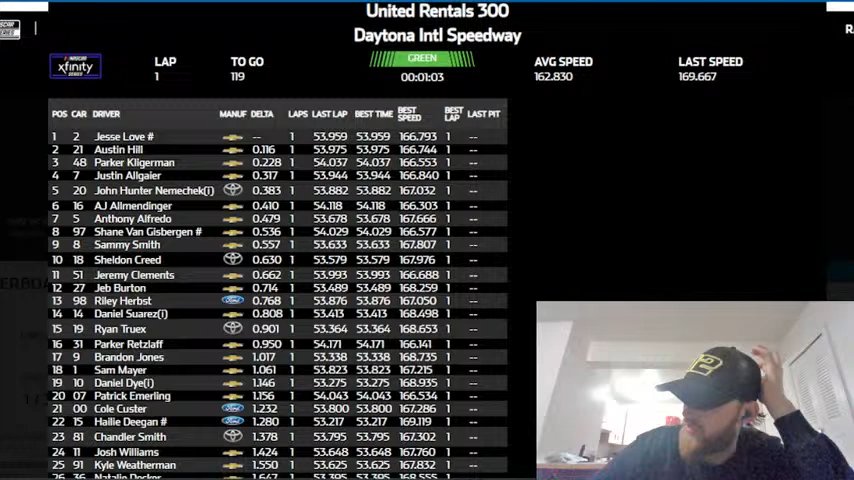 United Rentals 300
Daytona Intl Speedway
xfinity SERIES
LAP TO GO GREEN AVG SPEED LAST SPEED
1 119 00:01:03 162.830 169.667
POS CAR DRIVER MANUF DELTA LAPS LAST LAP BEST TIME BEST SPEED BEST LAP LAST PIT
1 2 Jesse Love # -- 1 53.959 53.959 166.793 1 --
2 21 Austin Hill 0.116 1 53.975 53.975 166.744 1 --
3 48 Parker Kligerman 0.228 1 54.037 54.037 166.553 1 --
4 7 Justin Allgaier 0.317 1 53.944 53.944 166.840 1 --
5 20 John Hunter Nemechek(i) 0.383 1 53.882 53.882 167.032 1 --
6 16 AJ Allmendinger 0.410 1 54.118 54.118 166.303 1 --
7 5 Anthony Alfredo 0.479 1 53.678 53.678 167.666 1 --
8 97 Shane Van Gisbergen # 0.536 1 54.029 54.029 166.577 1 --
9 8 Sammy Smith 0.557 1 53.633 53.633 167.807 1 --
10 18 Sheldon Creed 0.630 1 53.579 53.579 167.976 1 --
11 51 Jeremy Clements 0.662 1 53.993 53.993 166.688 1 --
12 27 Jeb Burton 0.714 1 53.489 53.489 168.259 1 --
13 98 Riley Herbst Ford 0.768 1 53.876 53.876 167.050 1 --
14 14 Daniel Suarez(i) 0.808 1 53.413 53.413 168.498 1 --
15 19 Ryan Truex 0.901 1 53.364 53.364 168.653 1 --
16 31 Parker Retzlaff 0.950 1 54.171 54.171 166.141 1 --
17 9 Brandon Jones 1.017 1 53.338 53.338 168.735 1 --
18 1 Sam Mayer 1.061 1 53.823 53.823 167.215 1 --
19 10 Daniel Dye(i) 1.146 1 53.275 53.275 168.935 1 --
20 07 Patrick Emerling 1.156 1 54.043 54.043 166.534 1 --
21 00 Cole Custer Ford 1.232 1 53.800 53.800 167.286 1 --
22 15 Hailie Deegan # Ford 1.280 1 53.217 53.217 169.119 1 --
23 81 Chandler Smith 1.378 1 53.795 53.795 167.302 1 --
24 11 Josh Williams 1.424 1 53.648 53.648 167.760 1 --
25 91 Kyle Weatherman 1.550 1 53.625 53.625 167.832 1 --
26 36 Natalie Decker 1.647 1 53.395 53.395 168.555 1 --
2